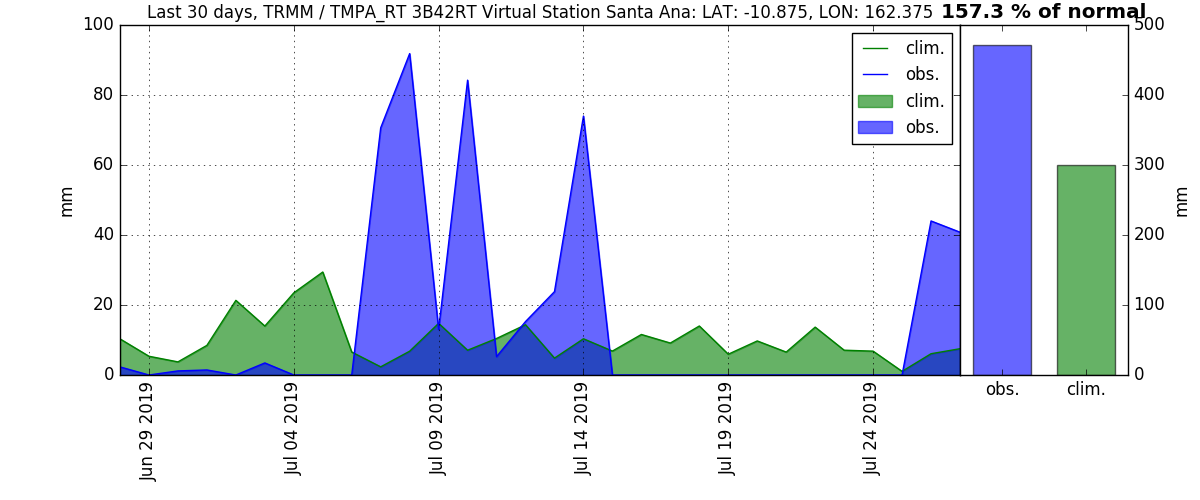 Last 30 days, TRMM / TMPA_RT 3B42RT Virtual Station Santa Ana: LAT: -10.875, LON: 162.375 157.3 % of normal
100
80
60
40
20
0
mm
clim.
obs.
clim.
obs.
500
400
300
200
100
0
mm
Jun 29 2019
Jul 04 2019
Jul 09 2019
Jul 14 2019
Jul 19 2019
Jul 24 2019
obs.
clim.